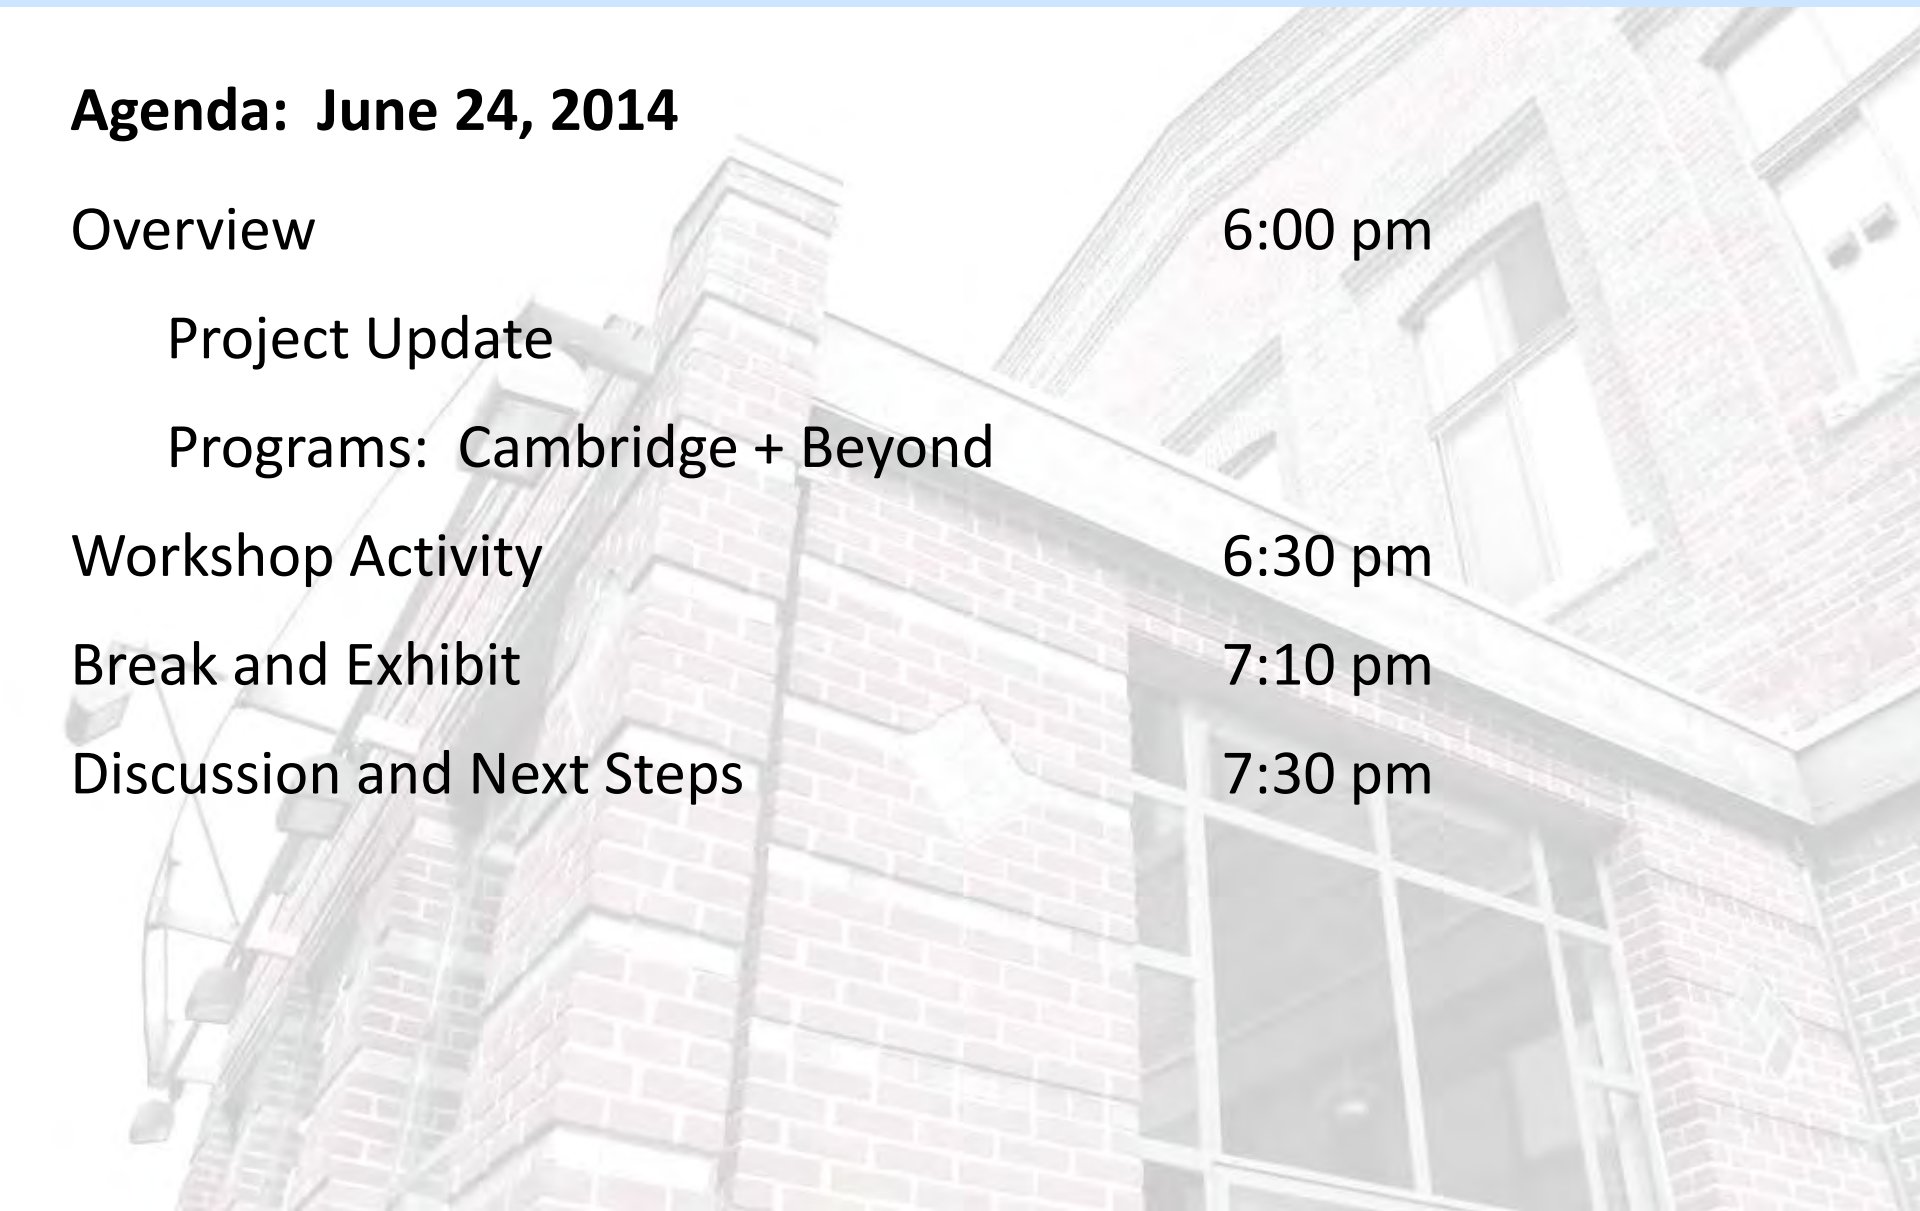 Agenda:  June 24, 2014
Overview 6:00 pm
Project Update
Programs:  Cambridge + Beyond
Workshop Activity 6:30 pm
Break and Exhibit 7:10 pm
Discussion and Next Steps 7:30 pm